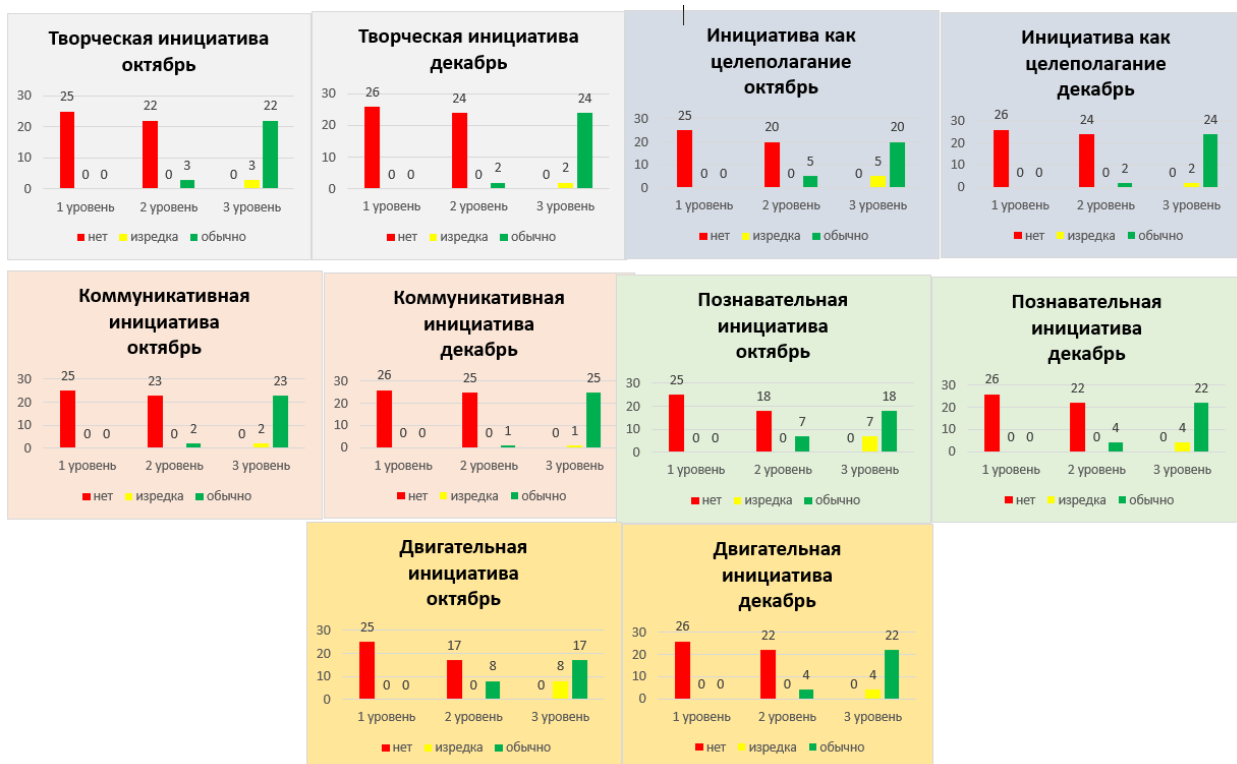 Творческая инициатива
октябрь
30
20
10
0
25
0
0
22
0
3
0
3
22
1 уровень
2 уровень
3 уровень
нет
изредка
обычно
Творческая инициатива
декабрь
30
20
10
0
26
0
0
24
0
2
0
2
24
1 уровень
2 уровень
3 уровень
нет
изредка
обычно
Инициатива как
целеполагание
октябрь
30
20
10
0
25
0
0
20
0
5
0
5
20
1 уровень
2 уровень
3 уровень
нет
изредка
обычно
Инициатива как
целеполагание
декабрь
30
20
10
0
26
0
0
24
0
2
0
2
24
1 уровень
2 уровень
3 уровень
нет
изредка
обычно
Коммуникативная
инициатива
октябрь
30
20
10
0
25
0
0
23
0
2
0
2
23
1 уровень
2 уровень
3 уровень
нет
изредка
обычно
Коммуникативная
инициатива
декабрь
30
20
10
0
26
0
0
25
0
1
0
1
25
1 уровень
2 уровень
3 уровень
нет
изредка
обычно
Познавательная
инициатива
октябрь
30
20
10
0
25
0
0
18
0
7
0
7
18
1 уровень
2 уровень
3 уровень
нет
изредка
обычно
Познавательная
инициатива
декабрь
30
20
10
0
26
0
0
22
0
4
0
4
22
1 уровень
2 уровень
3 уровень
нет
изредка
обычно
Двигательная
инициатива
октябрь
30
20
10
0
25
0
0
17
0
8
0
8
17
1 уровень
2 уровень
3 уровень
нет
изредка
обычно
Двигательная
инициатива
декабрь
30
20
10
0
26
0
0
22
0
4
0
4
22
1 уровень
2 уровень
3 уровень
нет
изредка
обычно